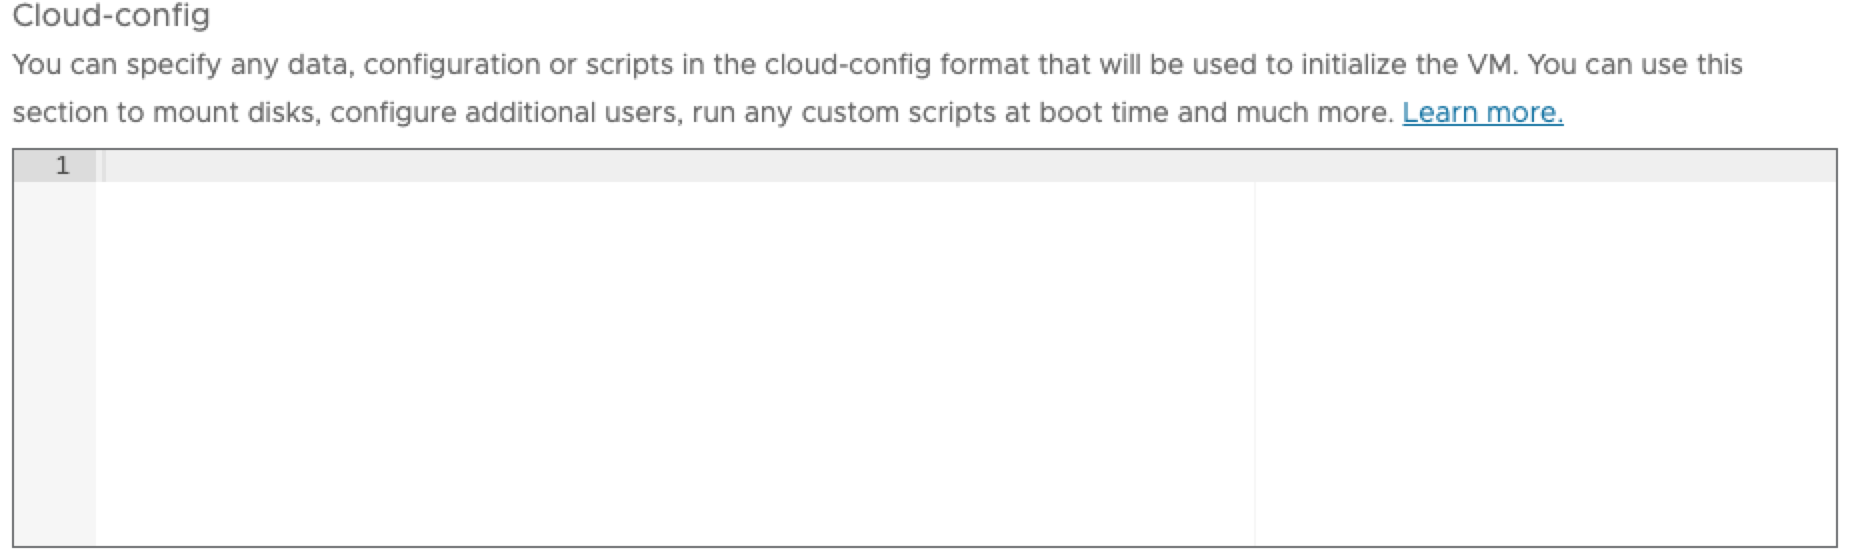 Cloud-config
You can specify any data, configuration or scripts in the cloud-config format that will be used to initialize the VM. You can use this
section to mount disks, configure additional users, run any custom scripts at boot time and much more. Learn more.
1